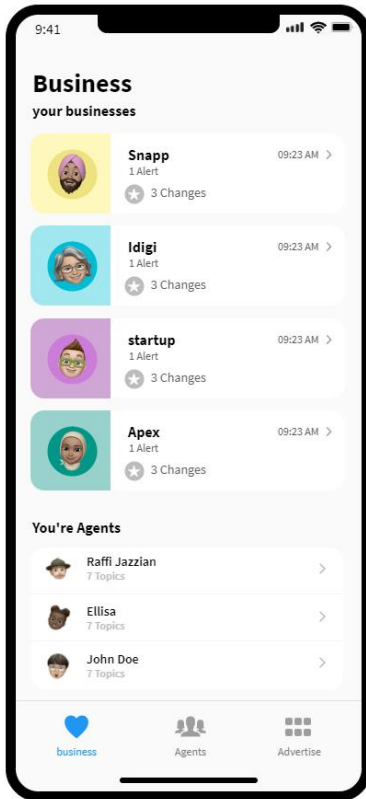 9:41
Business
your businesses
Snapp
09:23 AM
1 Alert
3 Changes
Idigi
09:23 AM
1 Alert
3 Changes
startup
09:23 AM
1 Alert
3 Changes
Apex
09:23 AM
1 Alert
3 Changes
You're Agents
Raffi Jazzian
7 Topics
Ellisa
7 Topics
John Doe
7 Topics
business
Agents
Advertise